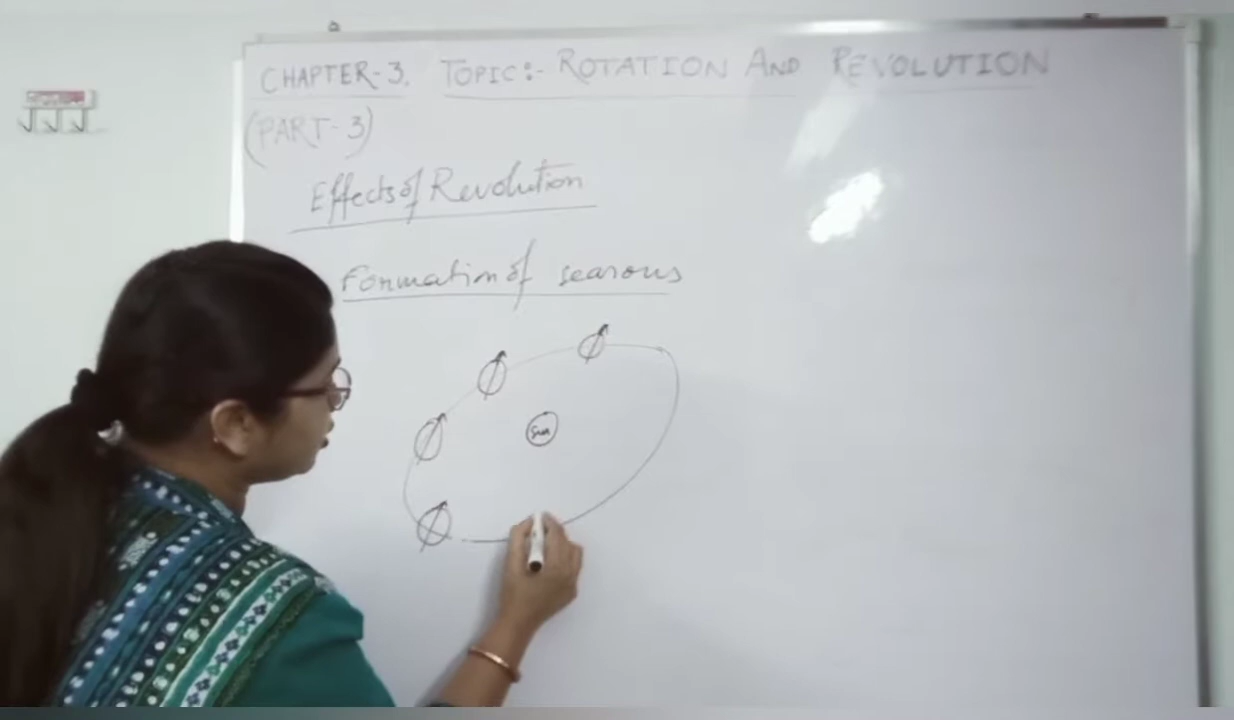 CHAPTER-3. TOPIC:- ROTATION AND REVOLUTION
(PART-3)
Effects of Revolution
Formation of seasons
Sun